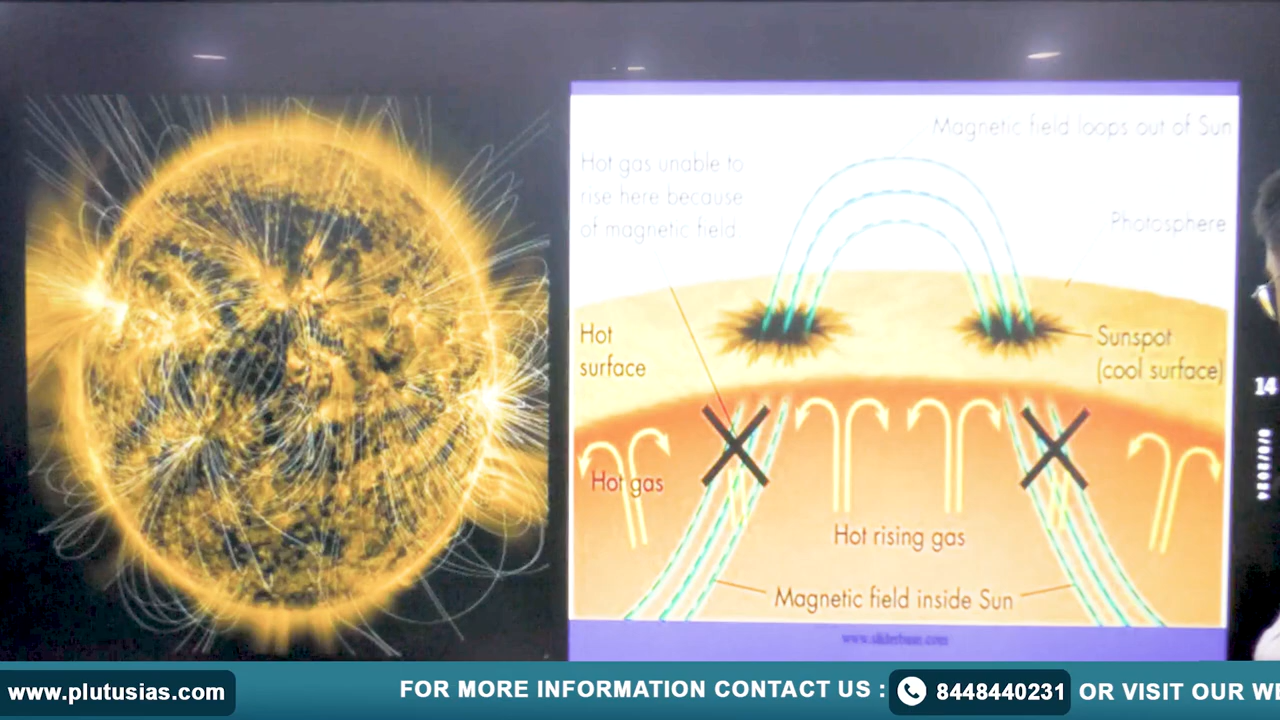 Magnetic field loops out of Sun
Hot gas unable to
rise here because
of magnetic field
Photosphere
Hot
surface
Sunspot
(cool surface)
Hot gas
Hot rising gas
Magnetic field inside Sun
14
www.plutusias.com
FOR MORE INFORMATION CONTACT US :
8448440231
OR VISIT OUR WE